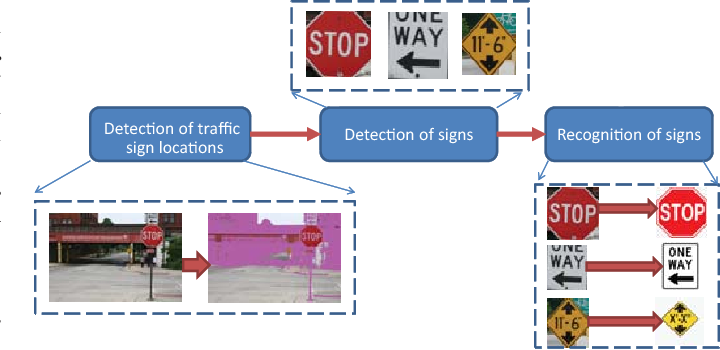 STOP
ONE
WAY
11'-6"
Detection of traffic
sign locations
Detection of signs
Recognition of signs
STOP
STOP
STOP
STOP
ONE
WAY
ONE
WAY
11'-6"
X'-X"